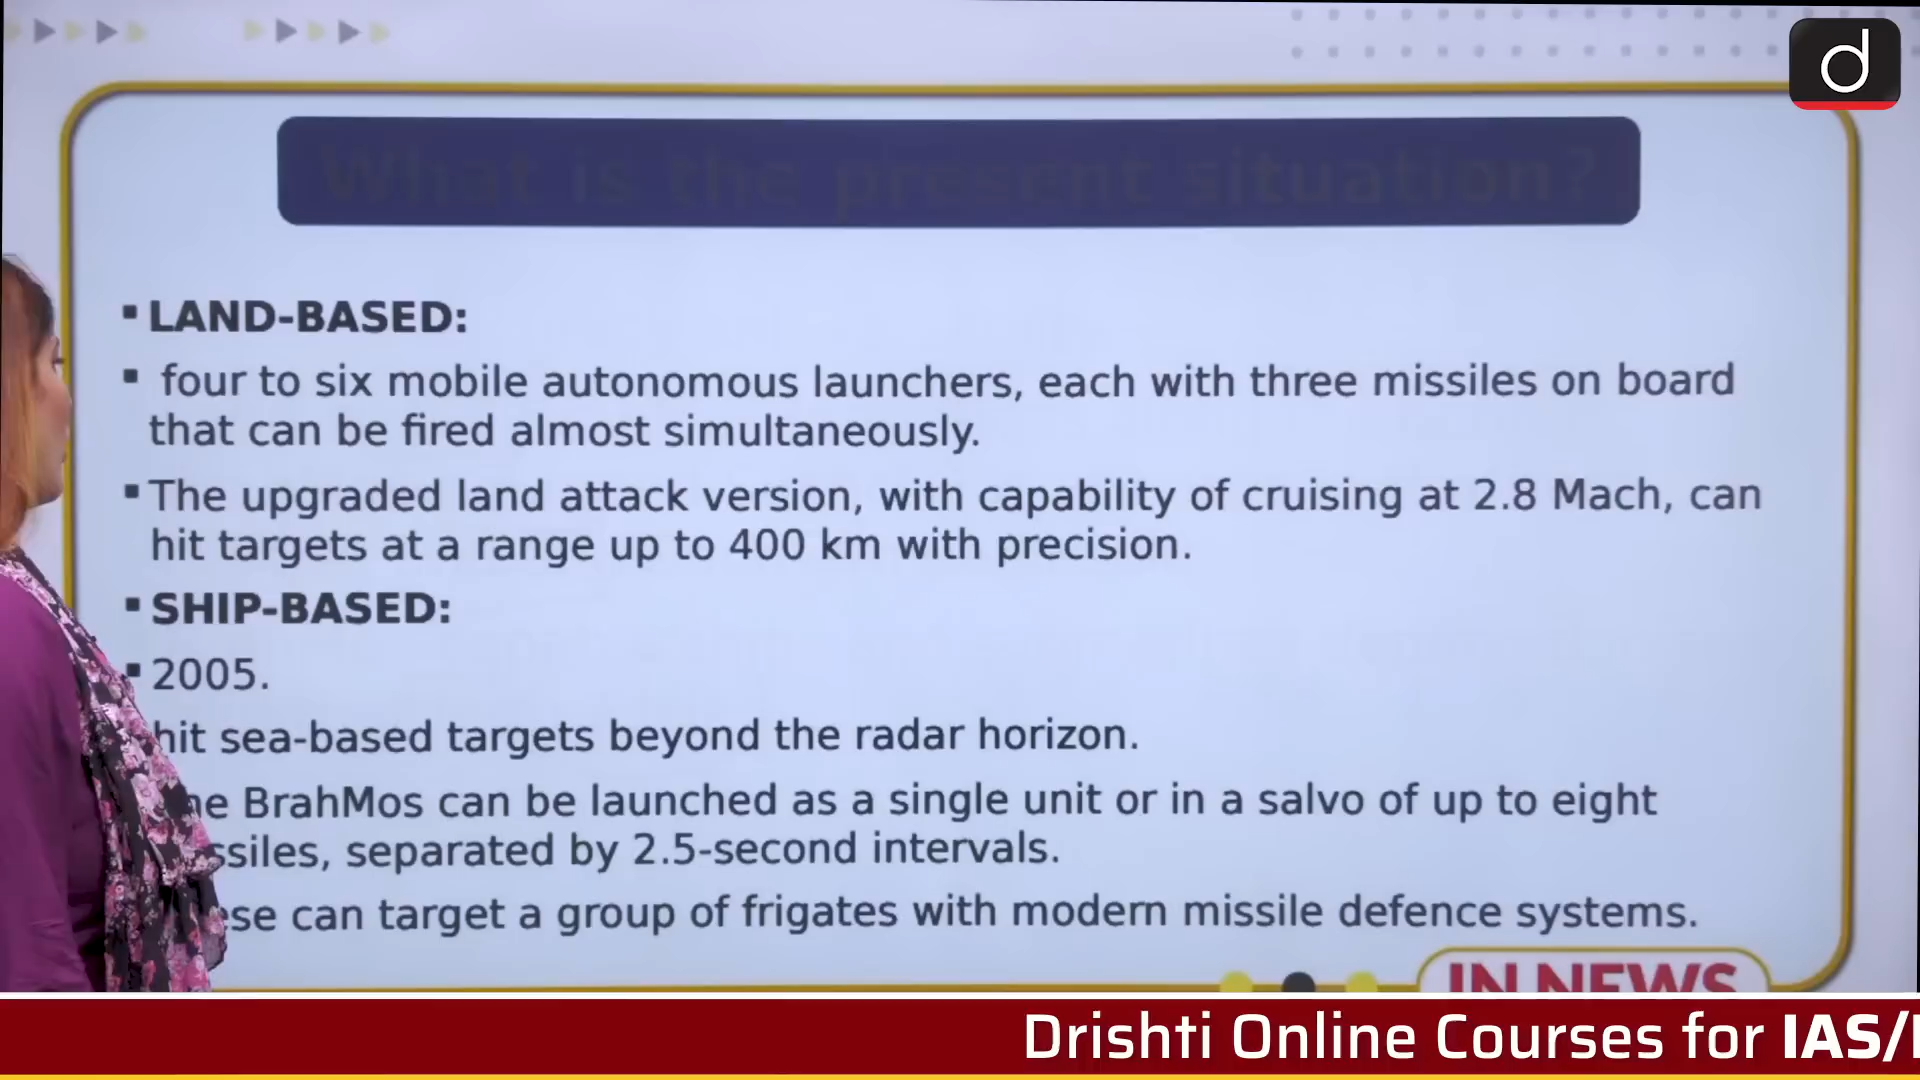 d
What is the present situation?
LAND-BASED:
four to six mobile autonomous launchers, each with three missiles on board
that can be fired almost simultaneously.
The upgraded land attack version, with capability of cruising at 2.8 Mach, can
hit targets at a range up to 400 km with precision.
SHIP-BASED:
2005.
hit sea-based targets beyond the radar horizon.
BrahMos can be launched as a single unit or in a salvo of up to eight
separated by 2.5-second intervals.
can target a group of frigates with modern missile defence systems.
IN NEWS
Drishti Online Courses for IAS/